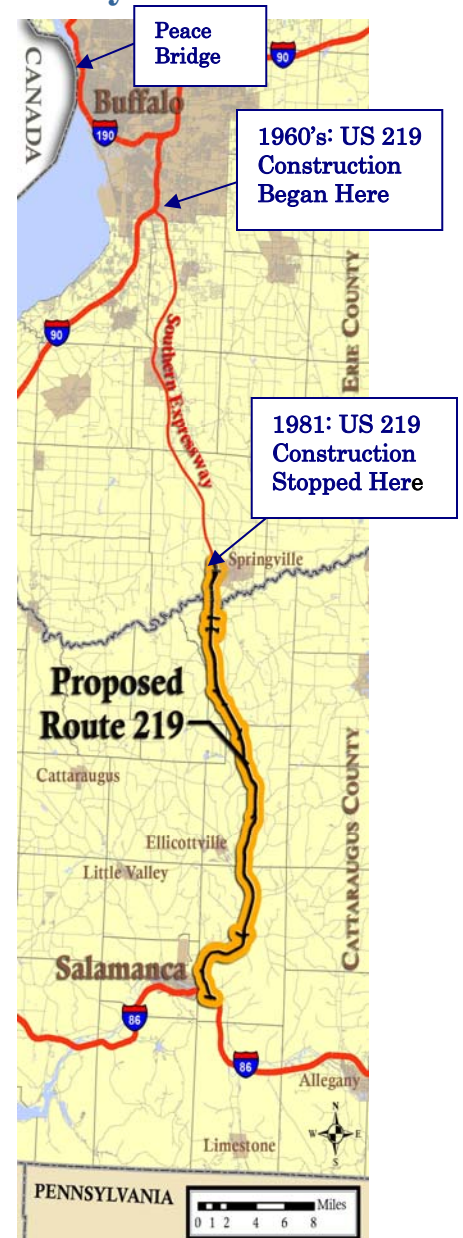 Peace
Bridge
90
CANADA
Buffalo
190
1960's: US 219
Construction
Began Here
90
Southern Expressway
ERIE COUNTY
1981: US 219
Construction
Stopped Here
Springville
Proposed
Route 219
Cattaraugus
CATTARAUGUS COUNTY
Ellicottville
Little Valley
Salamanca
86
86
Allegany
N
W E
S
Limestone
PENNSYLVANIA
Miles
0 1 2 4 6 8